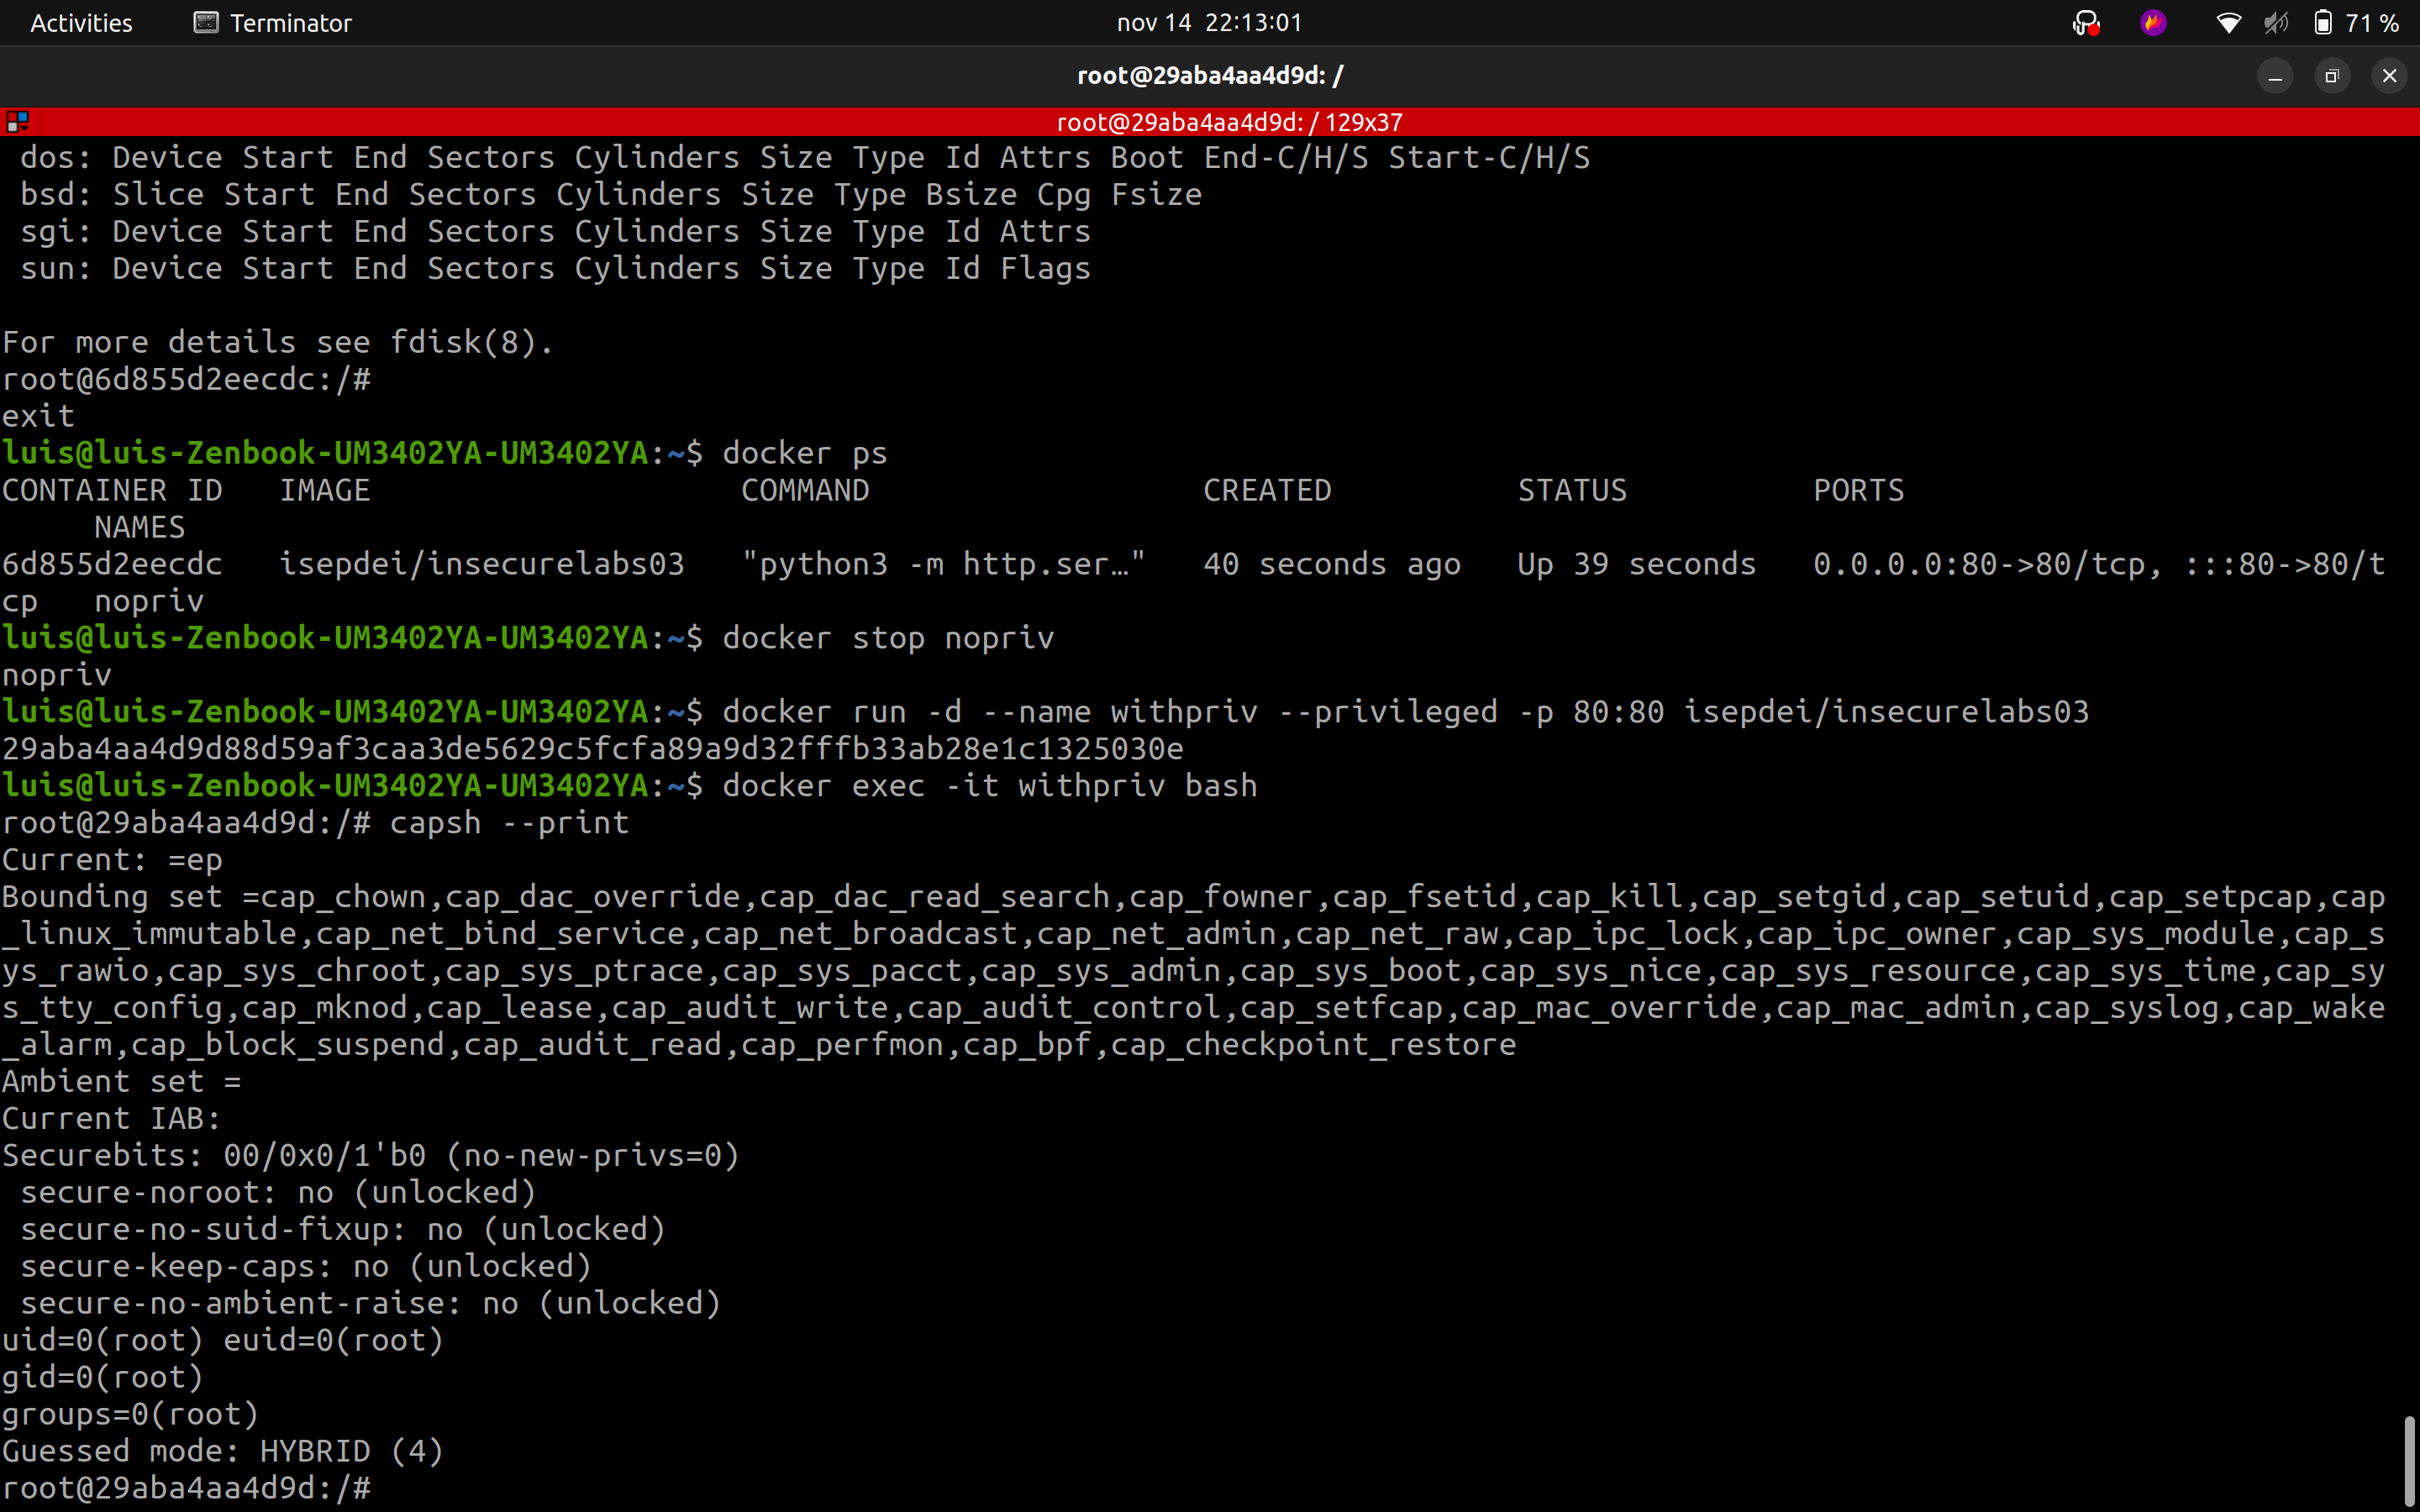 Activities Terminator nov 14 22:13:01 71 %
root@29aba4aa4d9d: /
root@29aba4aa4d9d: / 129x37
dos: Device Start End Sectors Cylinders Size Type Id Attrs Boot End-C/H/S Start-C/H/S
bsd: Slice Start End Sectors Cylinders Size Type Bsize Cpg Fsize
sgi: Device Start End Sectors Cylinders Size Type Id Attrs
sun: Device Start End Sectors Cylinders Size Type Id Flags
For more details see fdisk(8).
root@6d855d2eecdc:/#
exit
luis@luis-Zenbook-UM3402YA-UM3402YA:~$ docker ps
CONTAINER ID IMAGE COMMAND CREATED STATUS PORTS
NAMES
6d855d2eecdc isepdei/insecurelabs03 "python3 -m http.ser…" 40 seconds ago Up 39 seconds 0.0.0.0:80->80/tcp, :::80->80/t
cp nopriv
luis@luis-Zenbook-UM3402YA-UM3402YA:~$ docker stop nopriv
nopriv
luis@luis-Zenbook-UM3402YA-UM3402YA:~$ docker run -d --name withpriv --privileged -p 80:80 isepdei/insecurelabs03
29aba4aa4d9d88d59af3caa3de5629c5fcfa89a9d32fffb33ab28e1c1325030e
luis@luis-Zenbook-UM3402YA-UM3402YA:~$ docker exec -it withpriv bash
root@29aba4aa4d9d:/# capsh --print
Current: =ep
Bounding set =cap_chown,cap_dac_override,cap_dac_read_search,cap_fowner,cap_fsetid,cap_kill,cap_setgid,cap_setuid,cap_setpcap,cap
_linux_immutable,cap_net_bind_service,cap_net_broadcast,cap_net_admin,cap_net_raw,cap_ipc_lock,cap_ipc_owner,cap_sys_module,cap_s
ys_rawio,cap_sys_chroot,cap_sys_ptrace,cap_sys_pacct,cap_sys_admin,cap_sys_boot,cap_sys_nice,cap_sys_resource,cap_sys_time,cap_sy
s_tty_config,cap_mknod,cap_lease,cap_audit_write,cap_audit_control,cap_setfcap,cap_mac_override,cap_mac_admin,cap_syslog,cap_wake
_alarm,cap_block_suspend,cap_audit_read,cap_perfmon,cap_bpf,cap_checkpoint_restore
Ambient set =
Current IAB:
Securebits: 00/0x0/1'b0 (no-new-privs=0)
secure-noroot: no (unlocked)
secure-no-suid-fixup: no (unlocked)
secure-keep-caps: no (unlocked)
secure-no-ambient-raise: no (unlocked)
uid=0(root) euid=0(root)
gid=0(root)
groups=0(root)
Guessed mode: HYBRID (4)
root@29aba4aa4d9d:/#